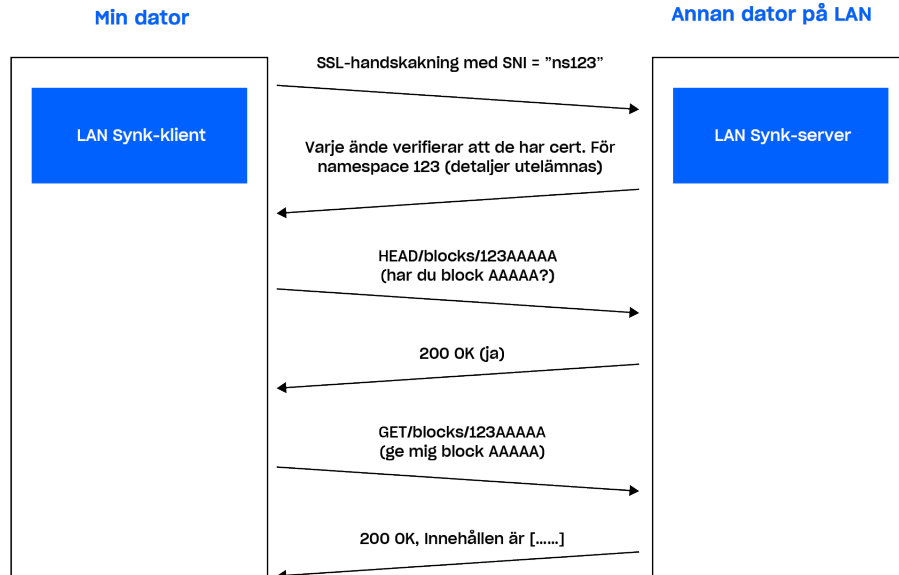 Min dator
Annan dator på LAN
SSL-handskakning med SNI = ”ns123”
LAN Synk-klient
LAN Synk-server
Varje ände verifierar att de har cert. För
namespace 123 (detaljer utelämnas)
HEAD/blocks/123AAAAA
(har du block AAAAA?)
200 OK (ja)
GET/blocks/123AAAAA
(ge mig block AAAAA)
200 OK, Innehållen är [......]